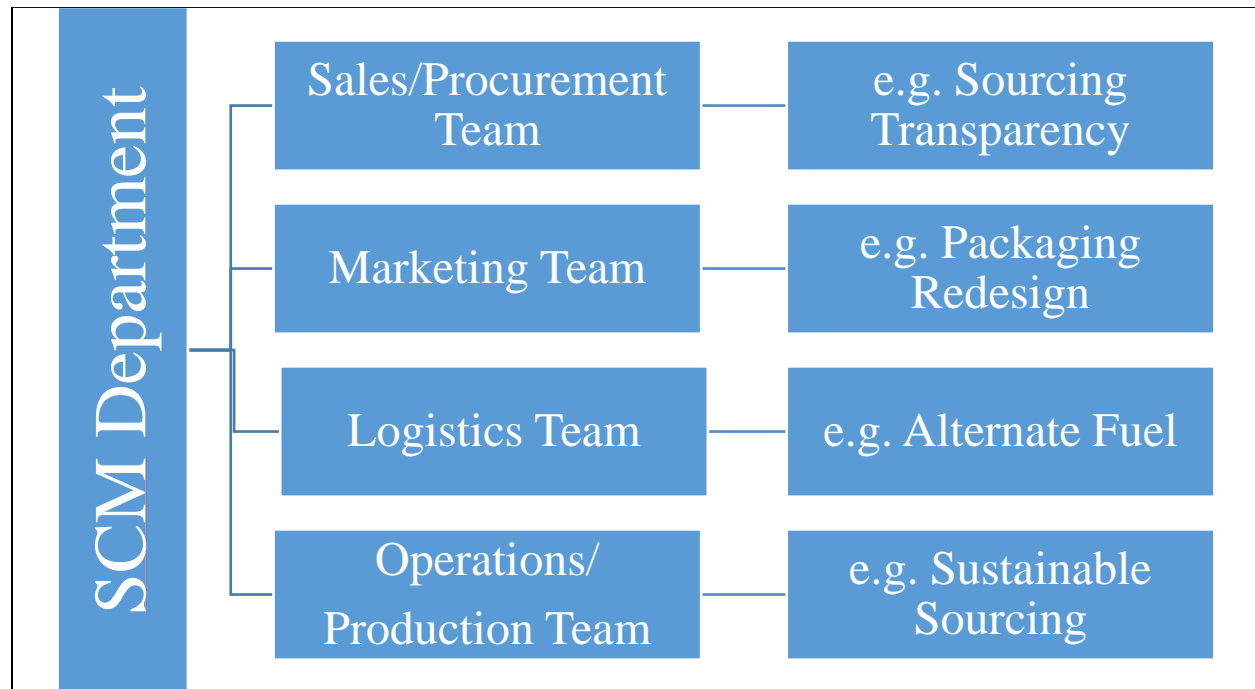 SCM Department
Sales/Procurement
Team
e.g. Sourcing
Transparency
Marketing Team
e.g. Packaging
Redesign
Logistics Team
e.g. Alternate Fuel
Operations/
Production Team
e.g. Sustainable
Sourcing